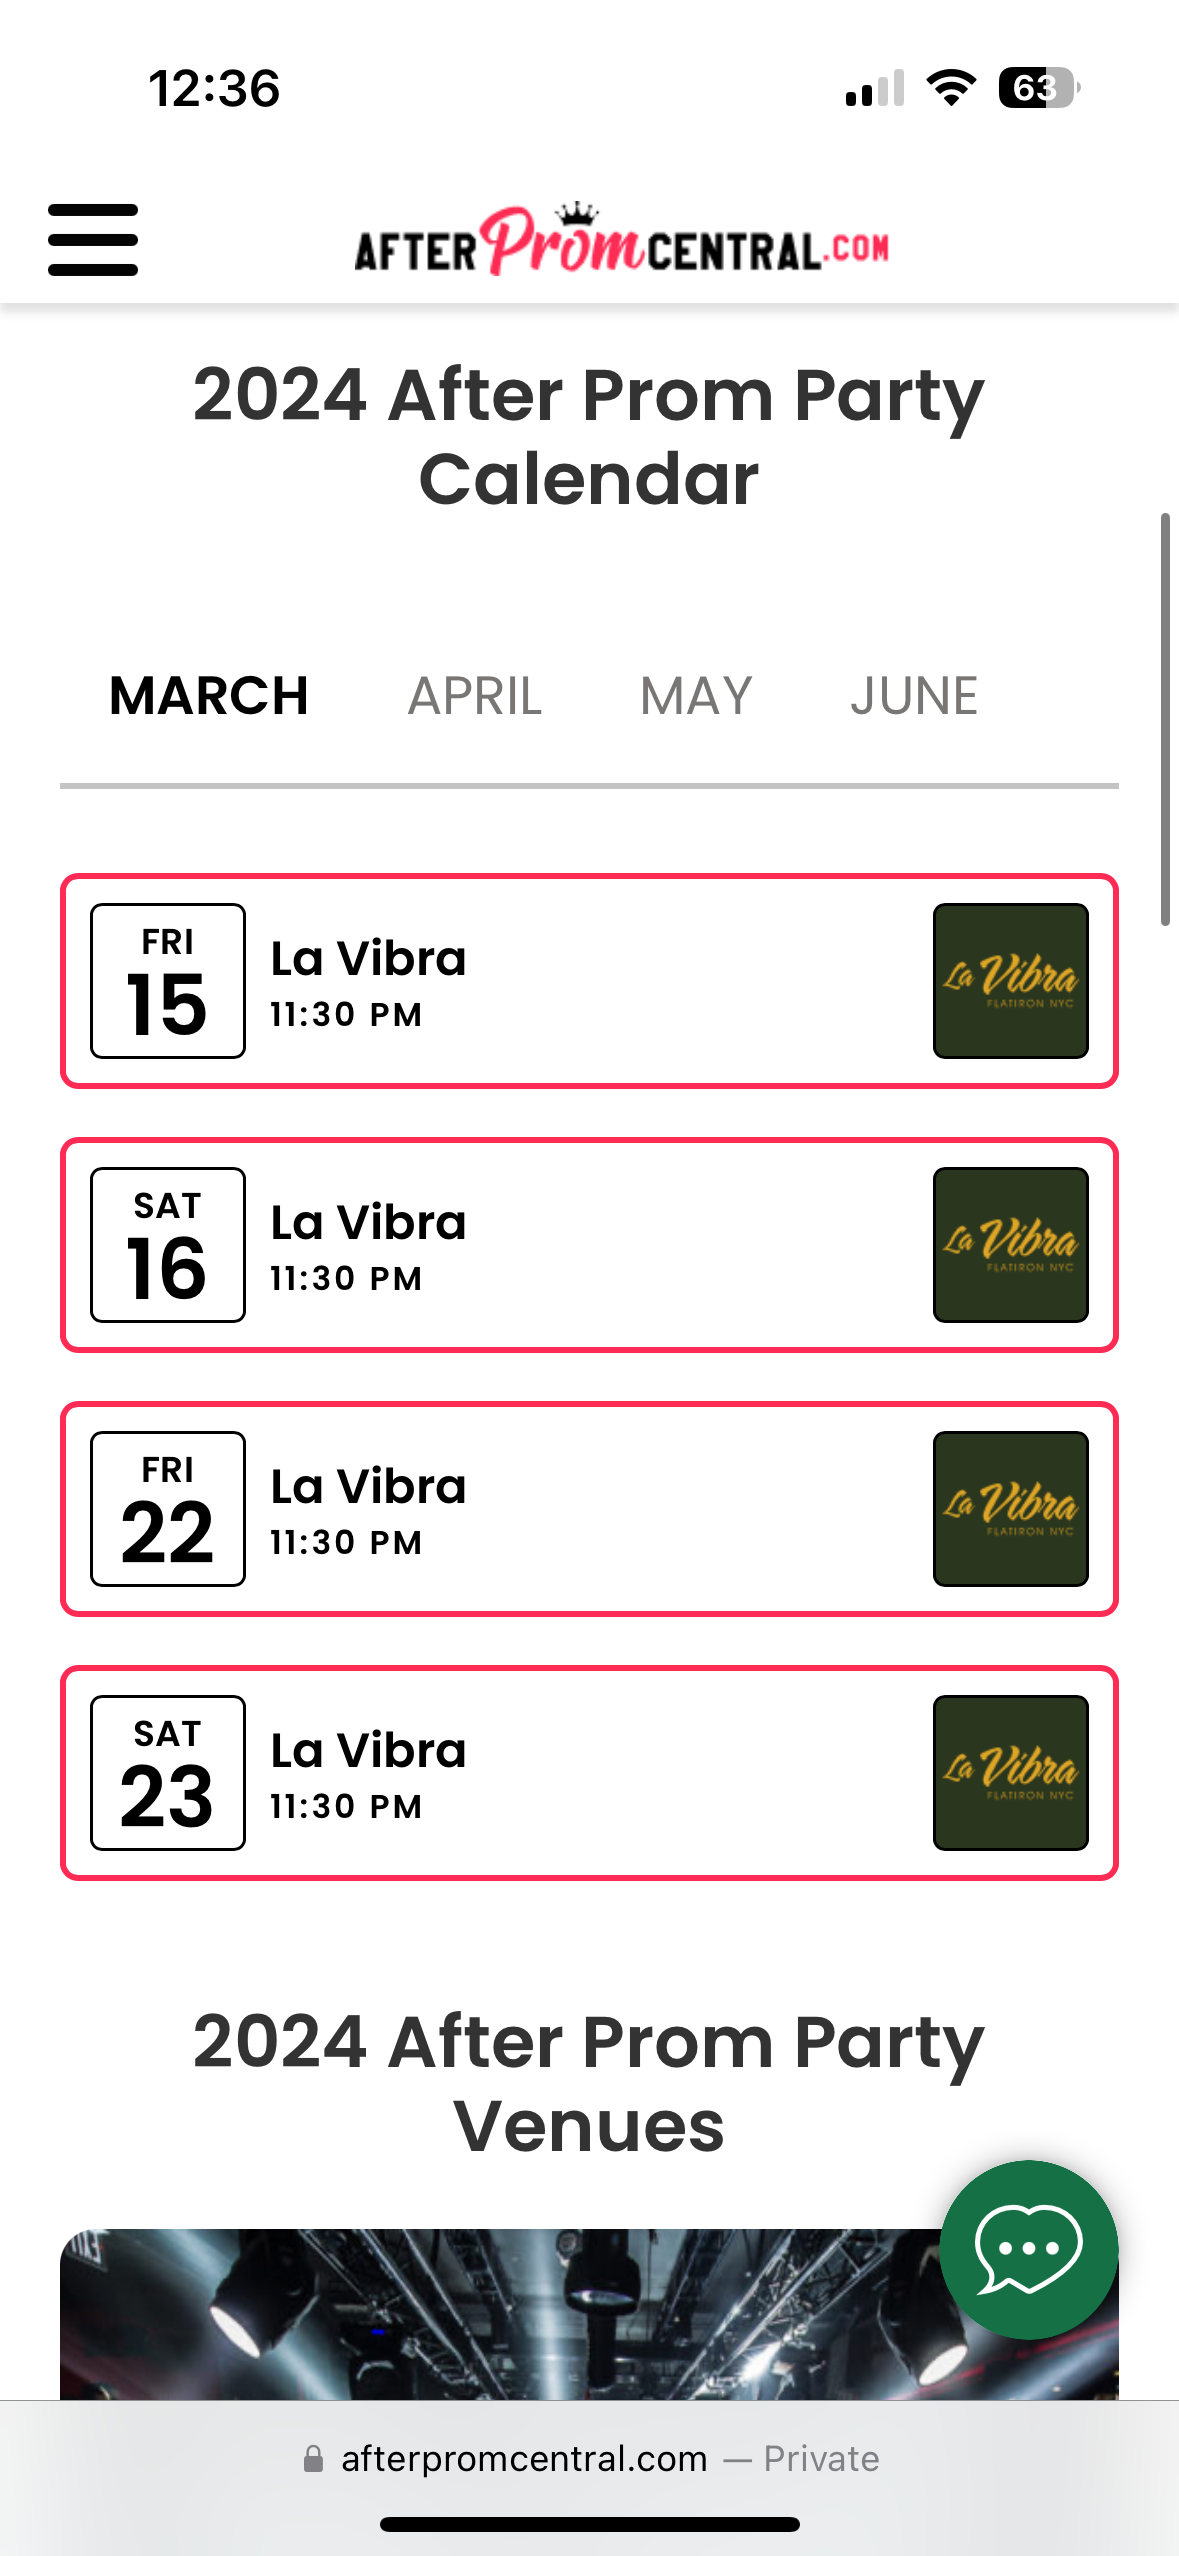 12:36
63
AFTER Prom CENTRAL.COM
2024 After Prom Party
Calendar
MARCH APRIL MAY JUNE
FRI
15
La Vibra
11:30 PM
La Vibra
FLATIRON NYC
SAT
16
La Vibra
11:30 PM
La Vibra
FLATIRON NYC
FRI
22
La Vibra
11:30 PM
La Vibra
FLATIRON NYC
SAT
23
La Vibra
11:30 PM
La Vibra
FLATIRON NYC
2024 After Prom Party
Venues
afterpromcentral.com — Private